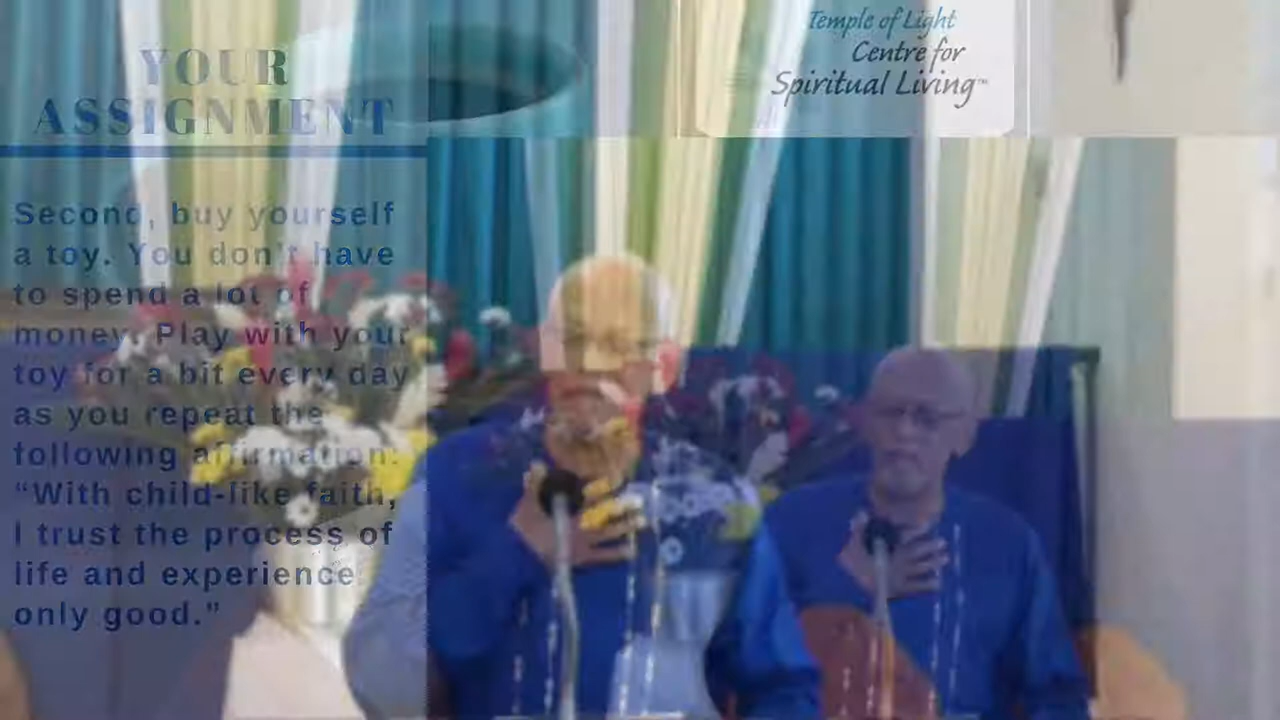 YOUR
ASSIGNMENT
Second, buy yourself
a toy. You don't have
to spend a lot of
money. Play with your
toy for a bit every day
as you repeat the
following affirmation:
“With child-like faith,
I trust the process of
life and experience
only good.”
Temple of Light
Centre for
Spiritual Living™